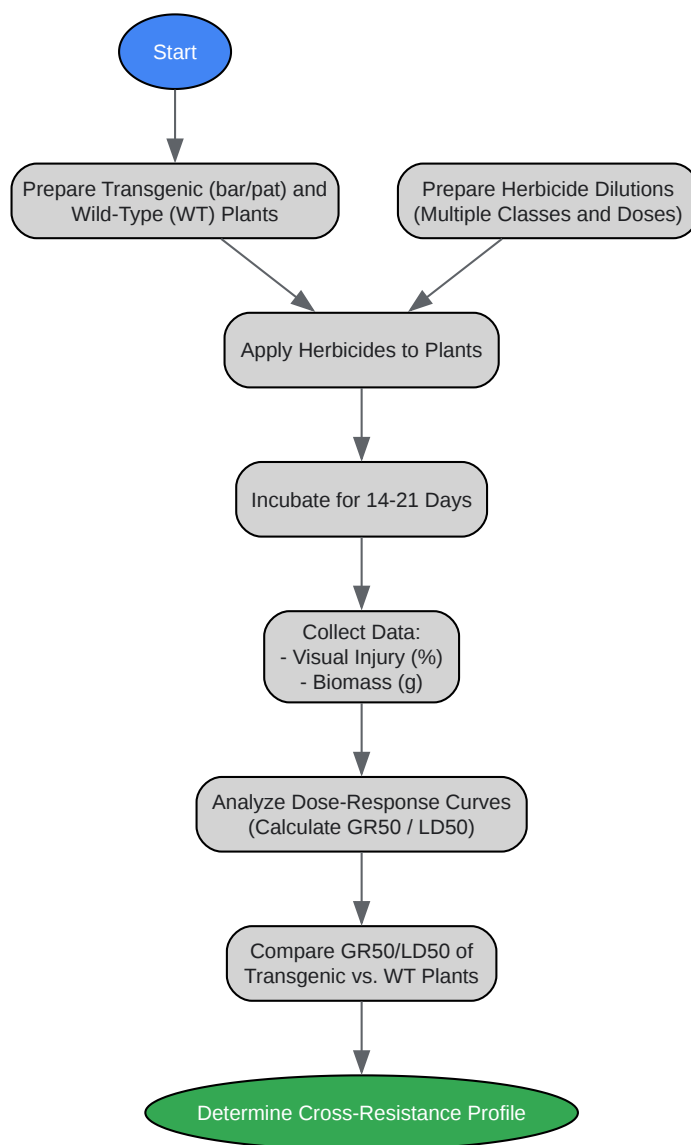 Start
Prepare Transgenic (bar/pat) and
Wild-Type (WT) Plants
Prepare Herbicide Dilutions
(Multiple Classes and Doses)
Apply Herbicides to Plants
Incubate for 14-21 Days
Collect Data:
- Visual Injury (%)
- Biomass (g)
Analyze Dose-Response Curves
(Calculate GR50 / LD50)
Compare GR50/LD50 of
Transgenic vs. WT Plants
Determine Cross-Resistance Profile